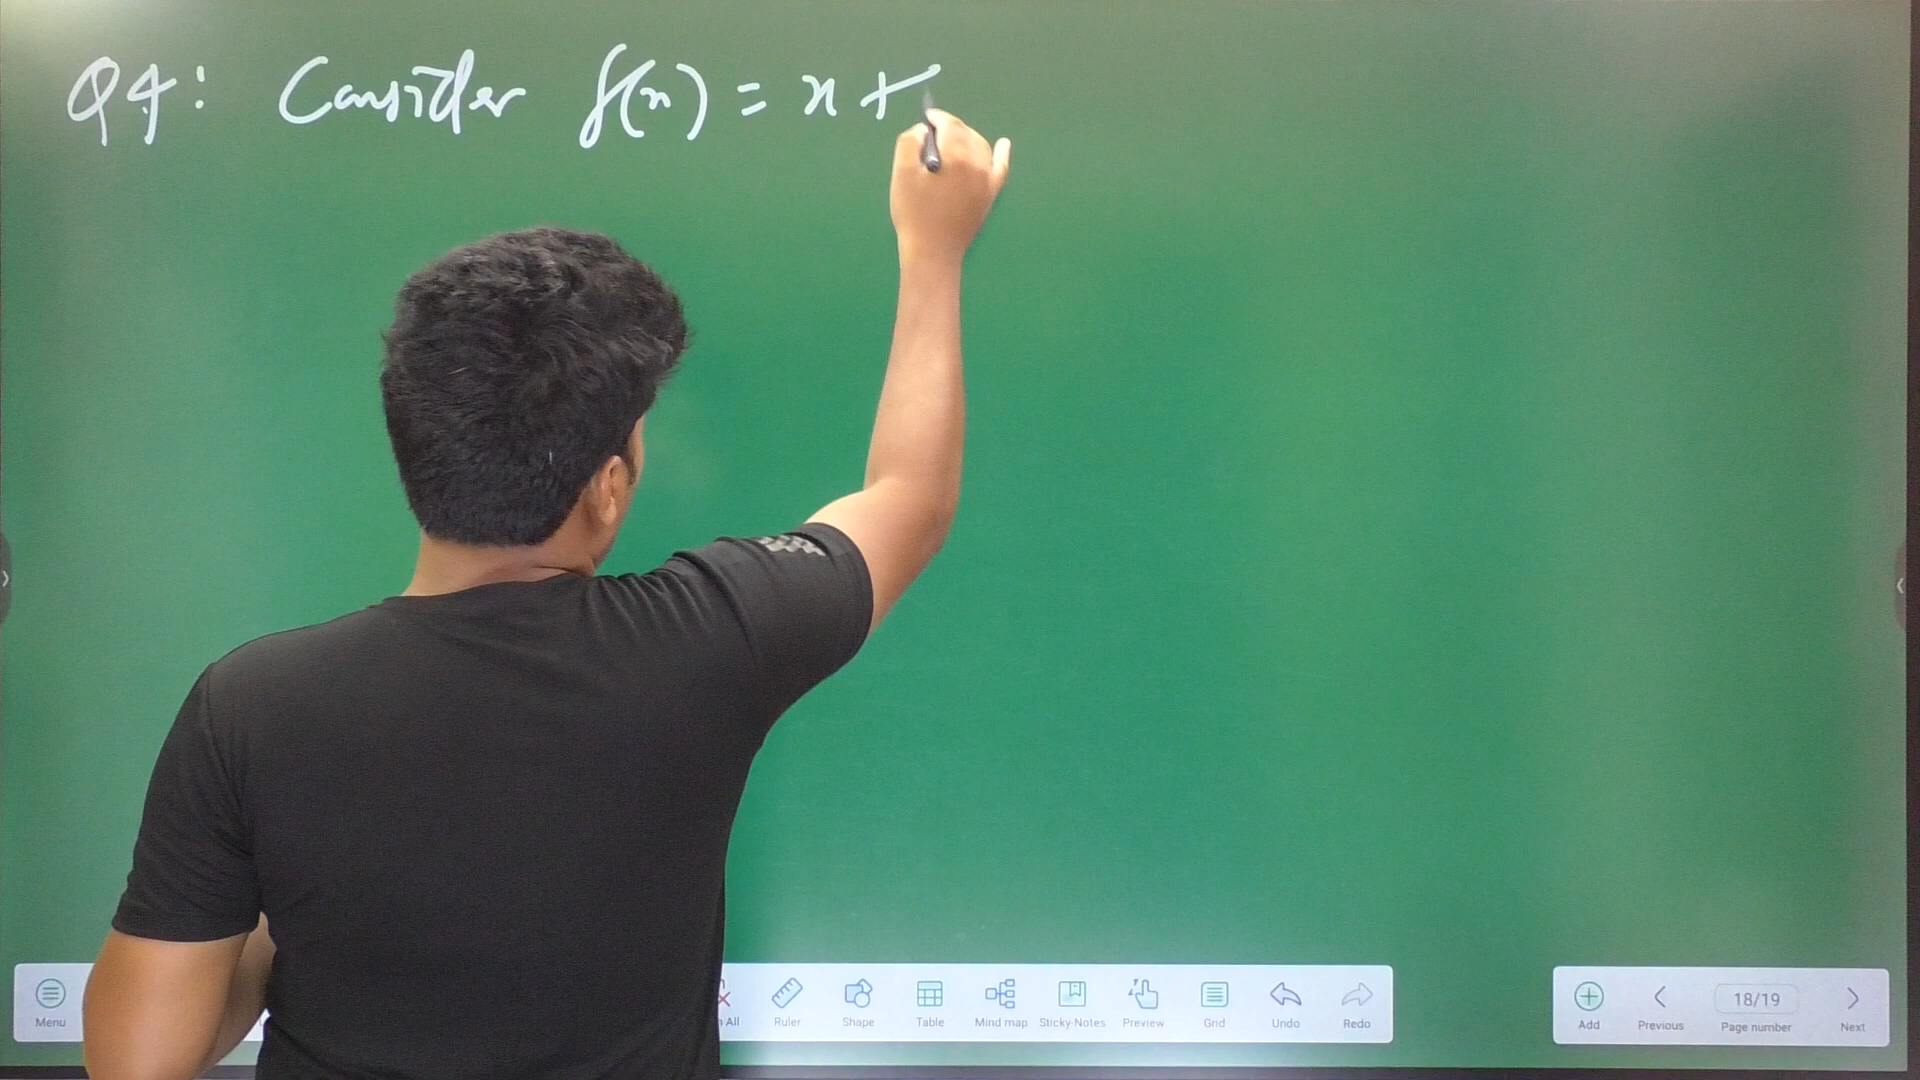 Q4: Consider f(x) = x +
Menu
n All
Ruler
Shape
Table
Mind map
Sticky-Notes
Preview
Grid
Undo
Redo
Add
Previous
18/19
Page number
Next